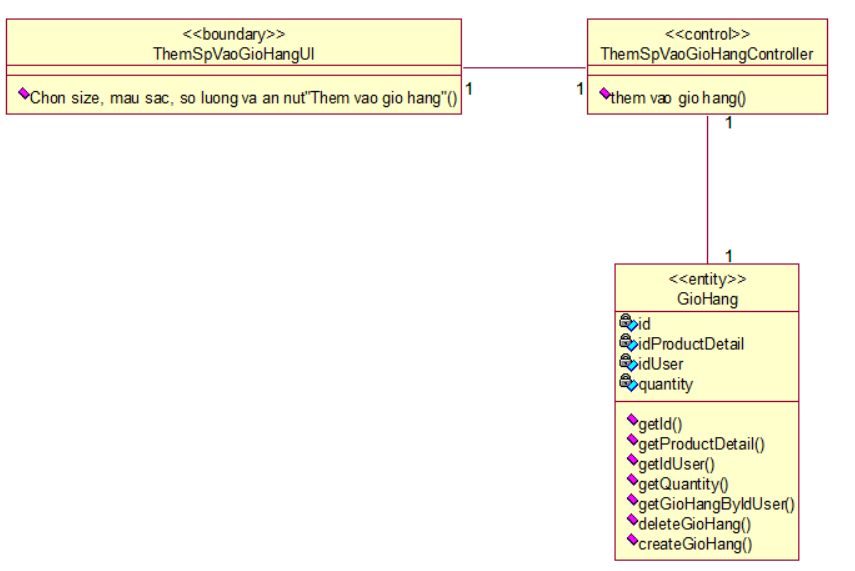 <<boundary>>
ThemSpVaoGioHangUI
Chon size, mau sac, so luong va an nut"Them vao gio hang"()
1
1
<<control>>
ThemSpVaoGioHangController
them vao gio hang()
1
1
<<entity>>
GioHang
id
idProductDetail
idUser
quantity
getId()
getProductDetail()
getIdUser()
getQuantity()
getGioHangByIdUser()
deleteGioHang()
createGioHang()